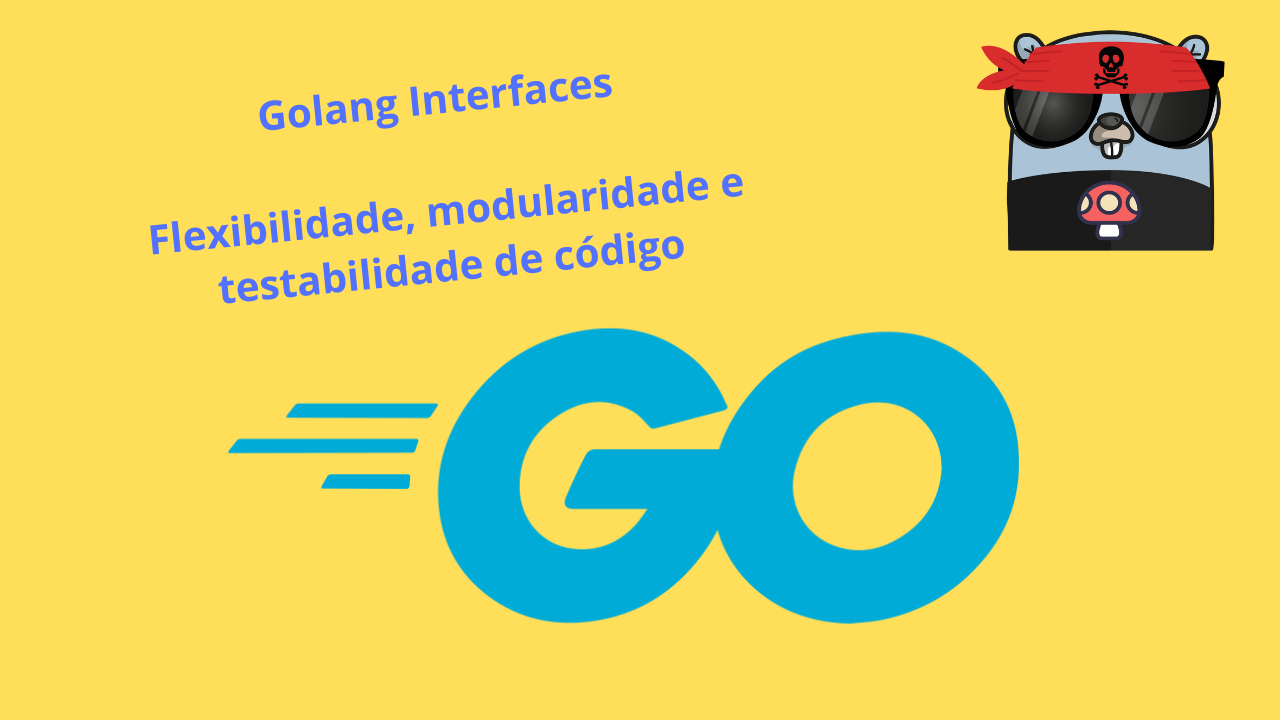 Golang Interfaces
Flexibilidade, modularidade e
testabilidade de código
GO